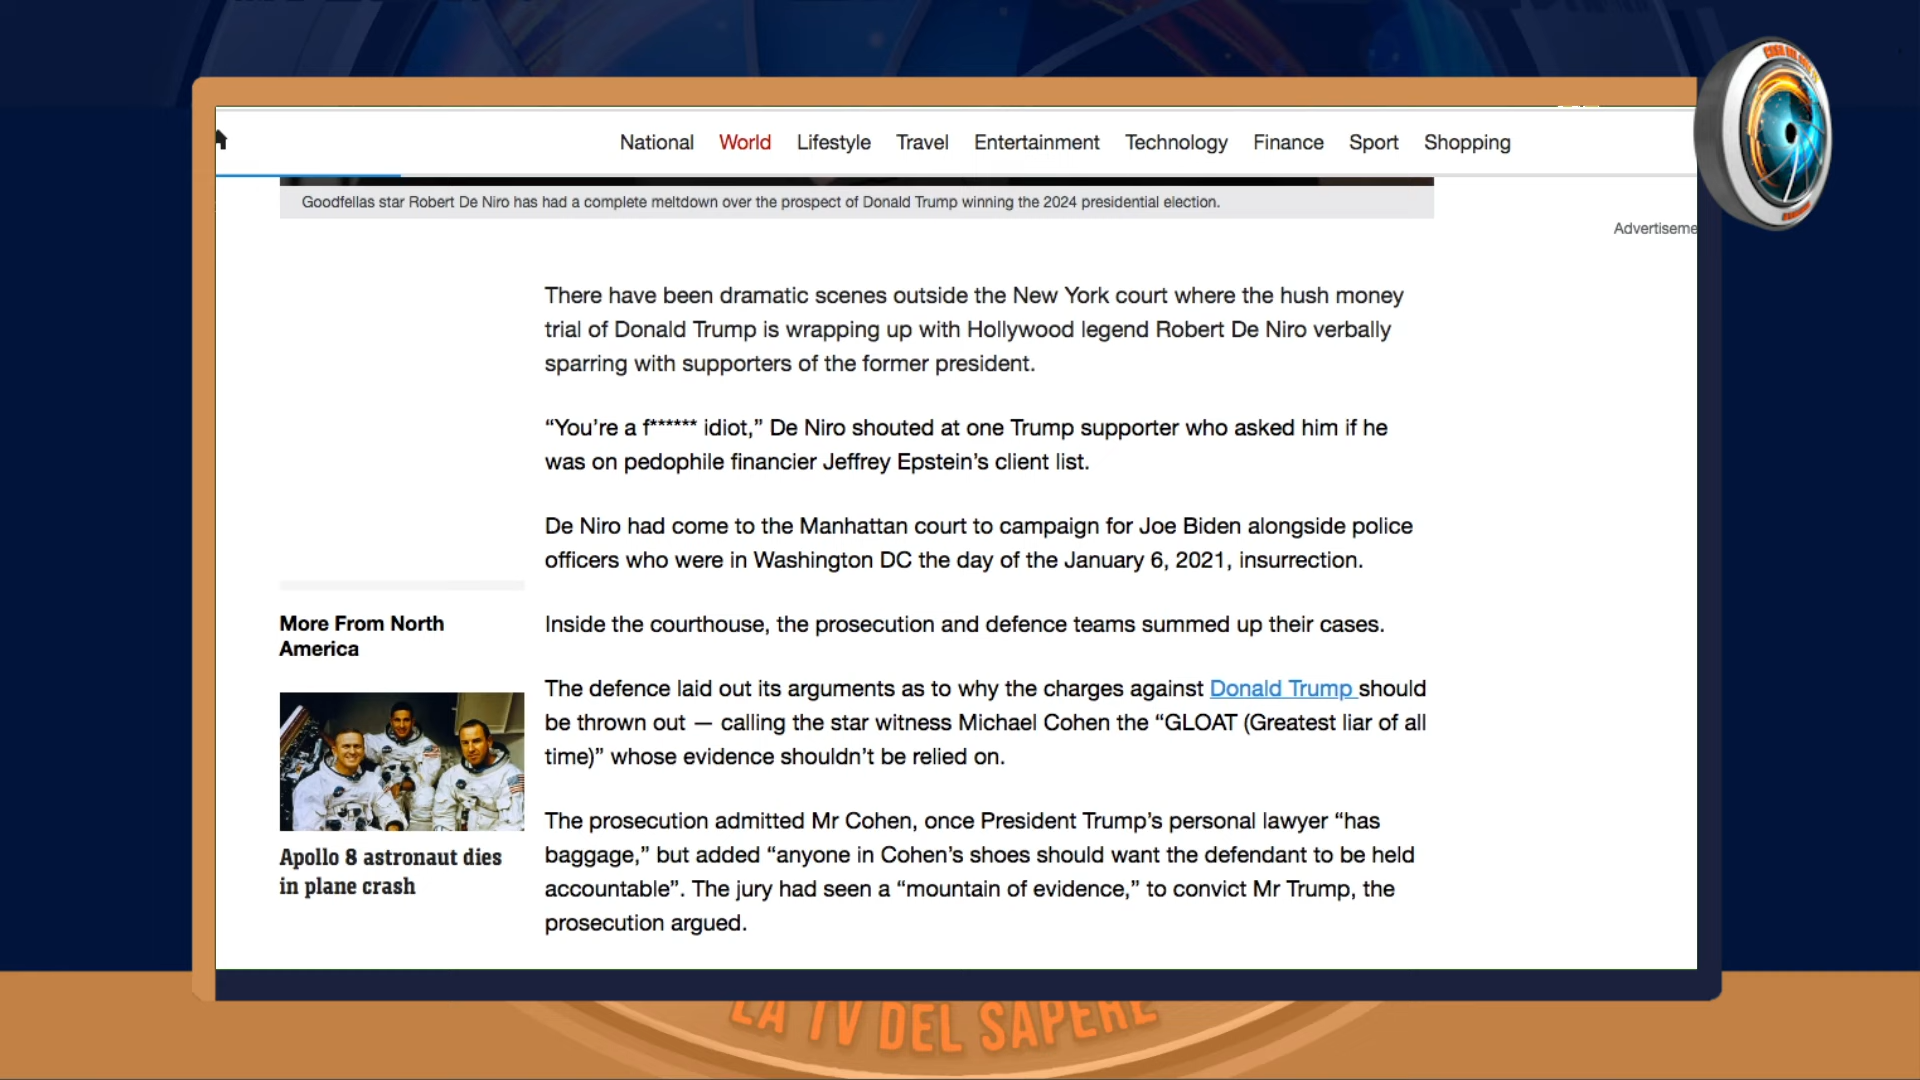 National World Lifestyle Travel Entertainment Technology Finance Sport Shopping
Goodfellas star Robert De Niro has had a complete meltdown over the prospect of Donald Trump winning the 2024 presidential election.
Advertiseme
There have been dramatic scenes outside the New York court where the hush money
trial of Donald Trump is wrapping up with Hollywood legend Robert De Niro verbally
sparring with supporters of the former president.
“You’re a f****** idiot,” De Niro shouted at one Trump supporter who asked him if he
was on pedophile financier Jeffrey Epstein’s client list.
De Niro had come to the Manhattan court to campaign for Joe Biden alongside police
officers who were in Washington DC the day of the January 6, 2021, insurrection.
Inside the courthouse, the prosecution and defence teams summed up their cases.
The defence laid out its arguments as to why the charges against Donald Trump should
be thrown out — calling the star witness Michael Cohen the “GLOAT (Greatest liar of all
time)” whose evidence shouldn’t be relied on.
The prosecution admitted Mr Cohen, once President Trump’s personal lawyer “has
baggage,” but added “anyone in Cohen’s shoes should want the defendant to be held
accountable”. The jury had seen a “mountain of evidence,” to convict Mr Trump, the
prosecution argued.
More From North
America
Apollo 8 astronaut dies
in plane crash
LA TV DEL SAPERE